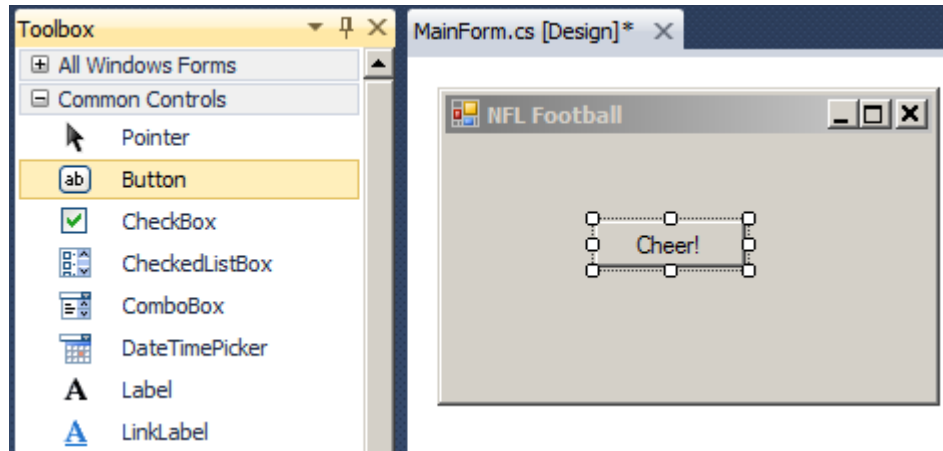 Toolbox
All Windows Forms
Common Controls
Pointer
ab Button
CheckBox
CheckedListBox
ComboBox
DateTimePicker
A Label
A LinkLabel
MainForm.cs [Design]*
NFL Football
Cheer!